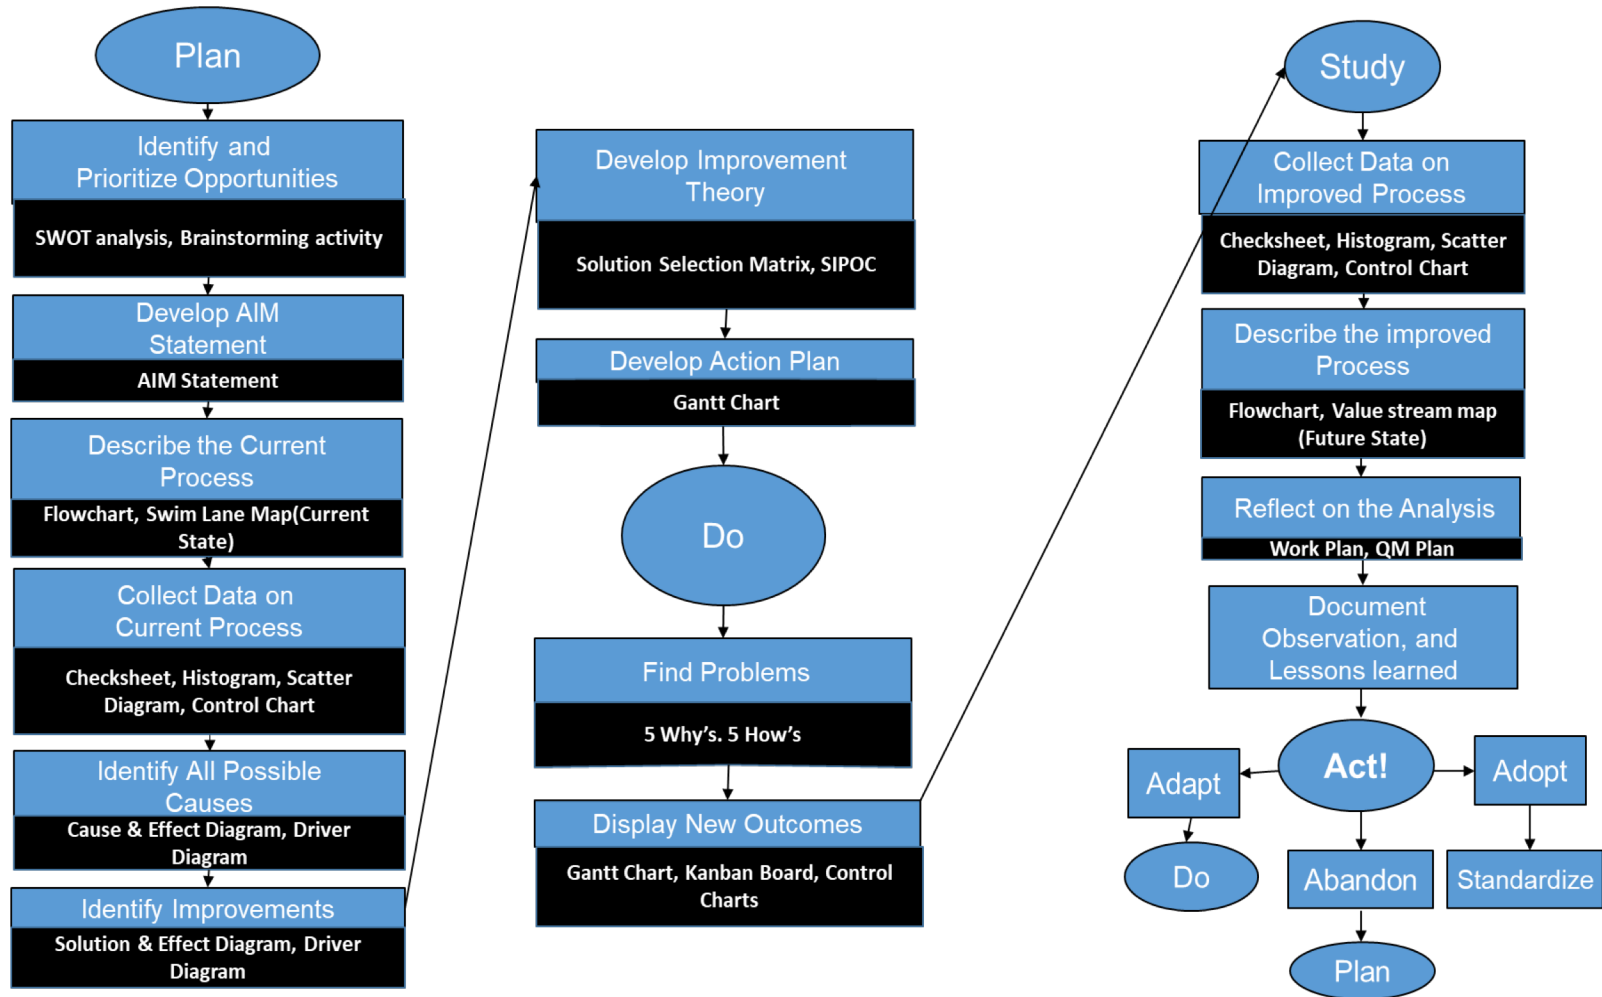 Plan
Identify and
Prioritize Opportunities
SWOT analysis, Brainstorming activity
Develop AIM
Statement
AIM Statement
Describe the Current
Process
Flowchart, Swim Lane Map(Current
State)
Collect Data on
Current Process
Checksheet, Histogram, Scatter
Diagram, Control Chart
Identify All Possible
Causes
Cause & Effect Diagram, Driver
Diagram
Identify Improvements
Solution & Effect Diagram, Driver
Diagram
Develop Improvement
Theory
Solution Selection Matrix, SIPOC
Develop Action Plan
Gantt Chart
Do
Find Problems
5 Why’s. 5 How’s
Display New Outcomes
Gantt Chart, Kanban Board, Control
Charts
Study
Collect Data on
Improved Process
Checksheet, Histogram, Scatter
Diagram, Control Chart
Describe the improved
Process
Flowchart, Value stream map
(Future State)
Reflect on the Analysis
Work Plan, QM Plan
Document
Observation, and
Lessons learned
Act!
Adapt
Adopt
Do
Abandon
Standardize
Plan